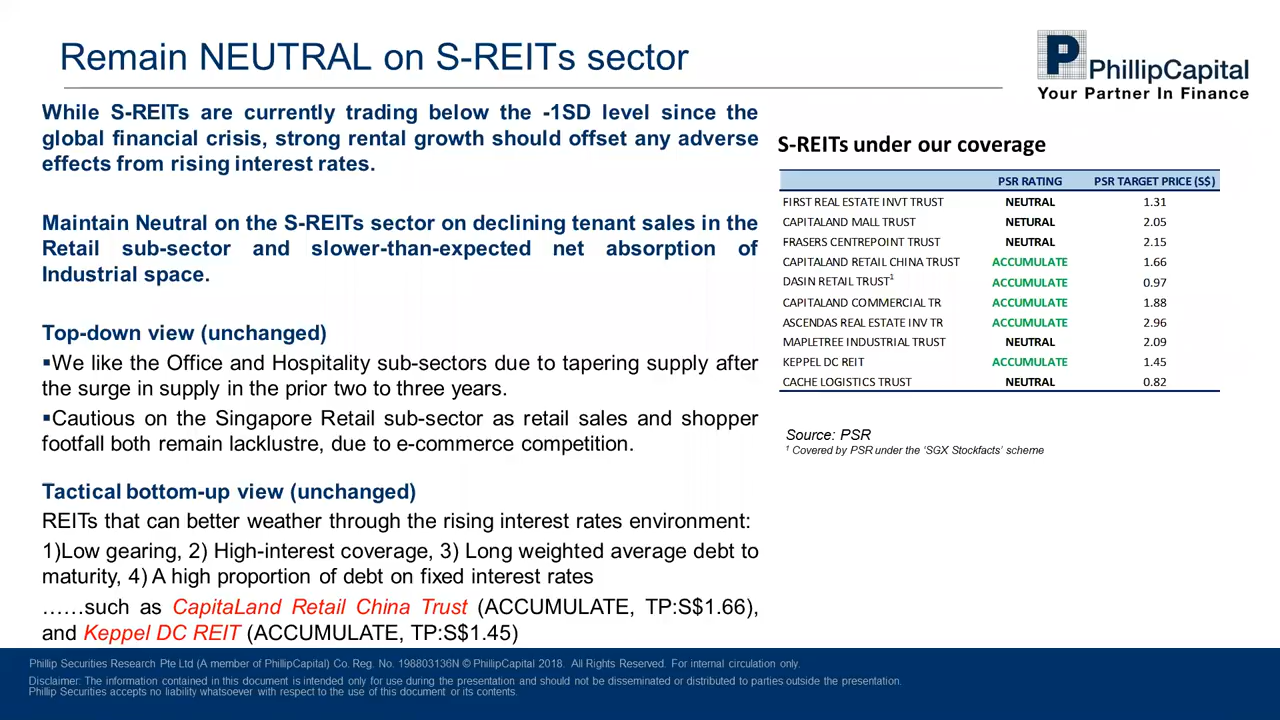 Remain NEUTRAL on S-REITs sector
PhillipCapital
Your Partner In Finance
While S-REITs are currently trading below the -1SD level since the
global financial crisis, strong rental growth should offset any adverse
effects from rising interest rates.
Maintain Neutral on the S-REITs sector on declining tenant sales in the
Retail sub-sector and slower-than-expected net absorption of
Industrial space.
Top-down view (unchanged)
▪We like the Office and Hospitality sub-sectors due to tapering supply after
the surge in supply in the prior two to three years.
▪Cautious on the Singapore Retail sub-sector as retail sales and shopper
footfall both remain lacklustre, due to e-commerce competition.
Tactical bottom-up view (unchanged)
REITs that can better weather through the rising interest rates environment:
1)Low gearing, 2) High-interest coverage, 3) Long weighted average debt to
maturity, 4) A high proportion of debt on fixed interest rates
……such as CapitaLand Retail China Trust (ACCUMULATE, TP:S$1.66),
and Keppel DC REIT (ACCUMULATE, TP:S$1.45)
S-REITs under our coverage
PSR RATING PSR TARGET PRICE (S$)
FIRST REAL ESTATE INVT TRUST NEUTRAL 1.31
CAPITALAND MALL TRUST NETURAL 2.05
FRASERS CENTREPOINT TRUST NEUTRAL 2.15
CAPITALAND RETAIL CHINA TRUST ACCUMULATE 1.66
DASIN RETAIL TRUST¹ ACCUMULATE 0.97
CAPITALAND COMMERCIAL TR ACCUMULATE 1.88
ASCENDAS REAL ESTATE INV TR ACCUMULATE 2.96
MAPLETREE INDUSTRIAL TRUST NEUTRAL 2.09
KEPPEL DC REIT ACCUMULATE 1.45
CACHE LOGISTICS TRUST NEUTRAL 0.82
Source: PSR
¹ Covered by PSR under the ‘SGX Stockfacts’ scheme
Phillip Securities Research Pte Ltd (A member of PhillipCapital) Co. Reg. No. 198803136N © PhillipCapital 2018. All Rights Reserved. For internal circulation only.
Disclaimer: The information contained in this document is intended only for use during the presentation and should not be disseminated or distributed to parties outside the presentation.
Phillip Securities accepts no liability whatsoever with respect to the use of this document or its contents.